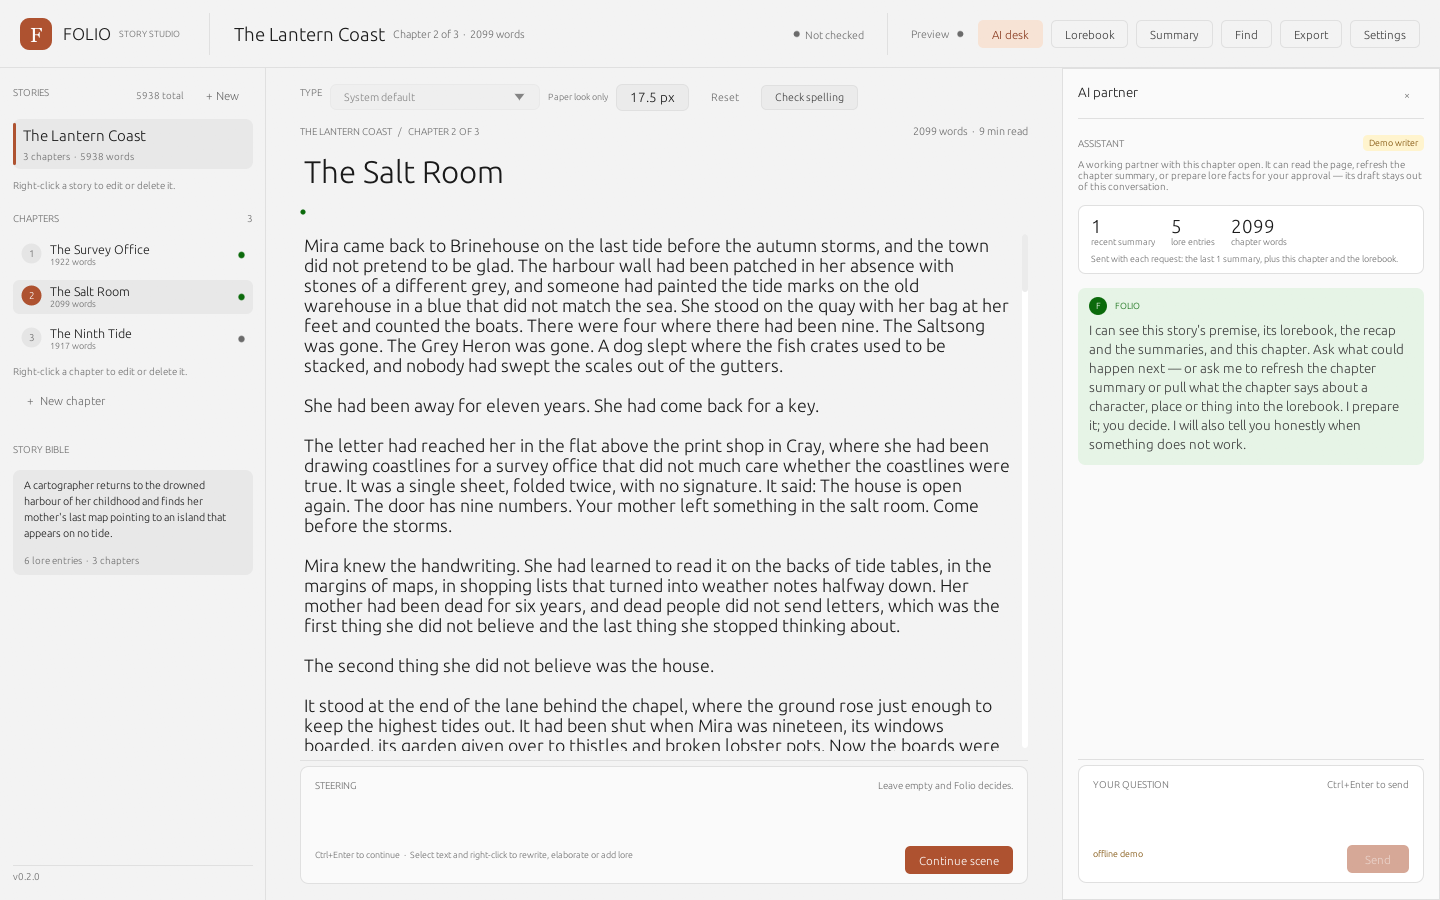 F FOLIO STORY STUDIO
The Lantern Coast Chapter 2 of 3 · 2099 words
Not checked
Preview
AI desk
Lorebook
Summary
Find
Export
Settings
STORIES 5938 total + New
The Lantern Coast
3 chapters · 5938 words
Right-click a story to edit or delete it.
CHAPTERS 3
1 The Survey Office
1922 words
2 The Salt Room
2099 words
3 The Ninth Tide
1917 words
Right-click a chapter to edit or delete it.
+ New chapter
STORY BIBLE
A cartographer returns to the drowned
harbour of her childhood and finds her
mother's last map pointing to an island that
appears on no tide.
6 lore entries · 3 chapters
v0.2.0
TYPE System default Paper look only 17.5 px Reset Check spelling
THE LANTERN COAST / CHAPTER 2 OF 3 2099 words · 9 min read
The Salt Room
Mira came back to Brinehouse on the last tide before the autumn storms, and the town
did not pretend to be glad. The harbour wall had been patched in her absence with
stones of a different grey, and someone had painted the tide marks on the old
warehouse in a blue that did not match the sea. She stood on the quay with her bag at her
feet and counted the boats. There were four where there had been nine. The Saltsong
was gone. The Grey Heron was gone. A dog slept where the fish crates used to be
stacked, and nobody had swept the scales out of the gutters.
She had been away for eleven years. She had come back for a key.
The letter had reached her in the flat above the print shop in Cray, where she had been
drawing coastlines for a survey office that did not much care whether the coastlines were
true. It was a single sheet, folded twice, with no signature. It said: The house is open
again. The door has nine numbers. Your mother left something in the salt room. Come
before the storms.
Mira knew the handwriting. She had learned to read it on the backs of tide tables, in the
margins of maps, in shopping lists that turned into weather notes halfway down. Her
mother had been dead for six years, and dead people did not send letters, which was the
first thing she did not believe and the last thing she stopped thinking about.
The second thing she did not believe was the house.
It stood at the end of the lane behind the chapel, where the ground rose just enough to
keep the highest tides out. It had been shut when Mira was nineteen, its windows
boarded, its garden given over to thistles and broken lobster pots. Now the boards were
STEERING Leave empty and Folio decides.
Ctrl+Enter to continue · Select text and right-click to rewrite, elaborate or add lore
Continue scene
AI partner ×
ASSISTANT Demo writer
A working partner with this chapter open. It can read the page, refresh the
chapter summary, or prepare lore facts for your approval — its draft stays out
of this conversation.
1 5 2099
recent summary lore entries chapter words
Sent with each request: the last 1 summary, plus this chapter and the lorebook.
F FOLIO
I can see this story's premise, its lorebook, the recap
and the summaries, and this chapter. Ask what could
happen next — or ask me to refresh the chapter
summary or pull what the chapter says about a
character, place or thing into the lorebook. I prepare
it; you decide. I will also tell you honestly when
something does not work.
YOUR QUESTION Ctrl+Enter to send
offline demo
Send